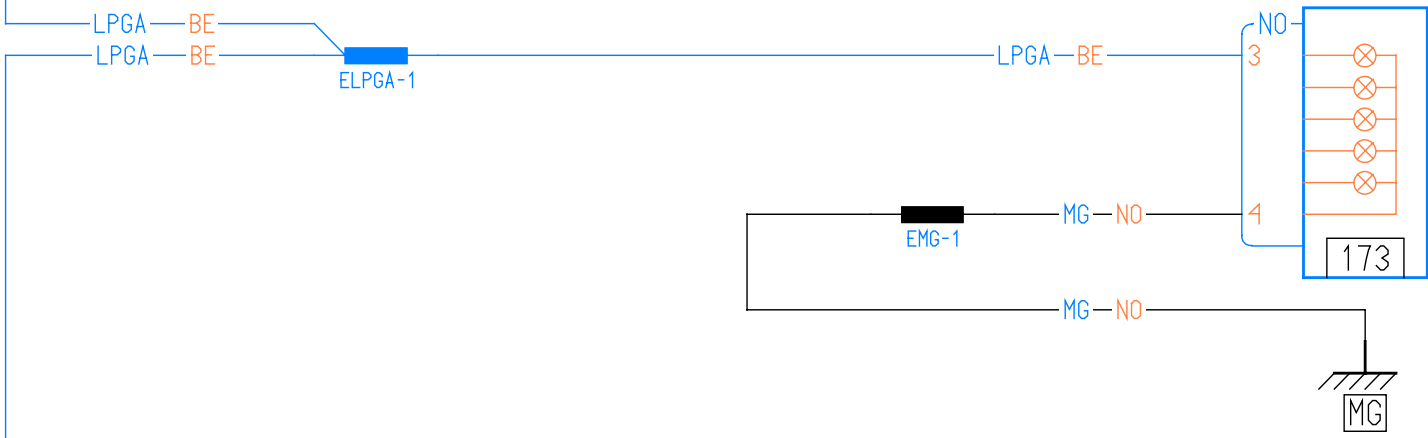 LPGA BE NO
LPGA BE LPGA BE 3
ELPGA-1
MG NO 4
EMG-1
173
MG NO
MG